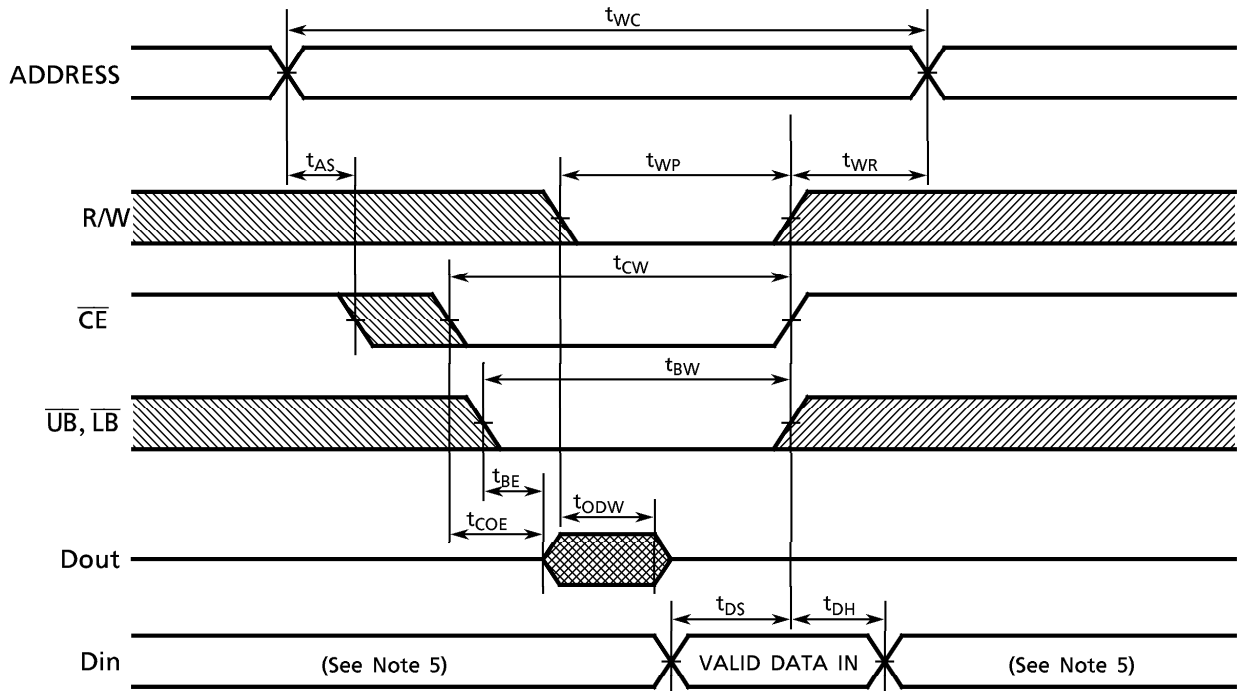 tWC
ADDRESS
tAS
tWP
tWR
R/W
tCW
CE
tBW
UB, LB
tBE
tODW
tCOE
Dout
tDS
tDH
Din
(See Note 5)
VALID DATA IN
(See Note 5)